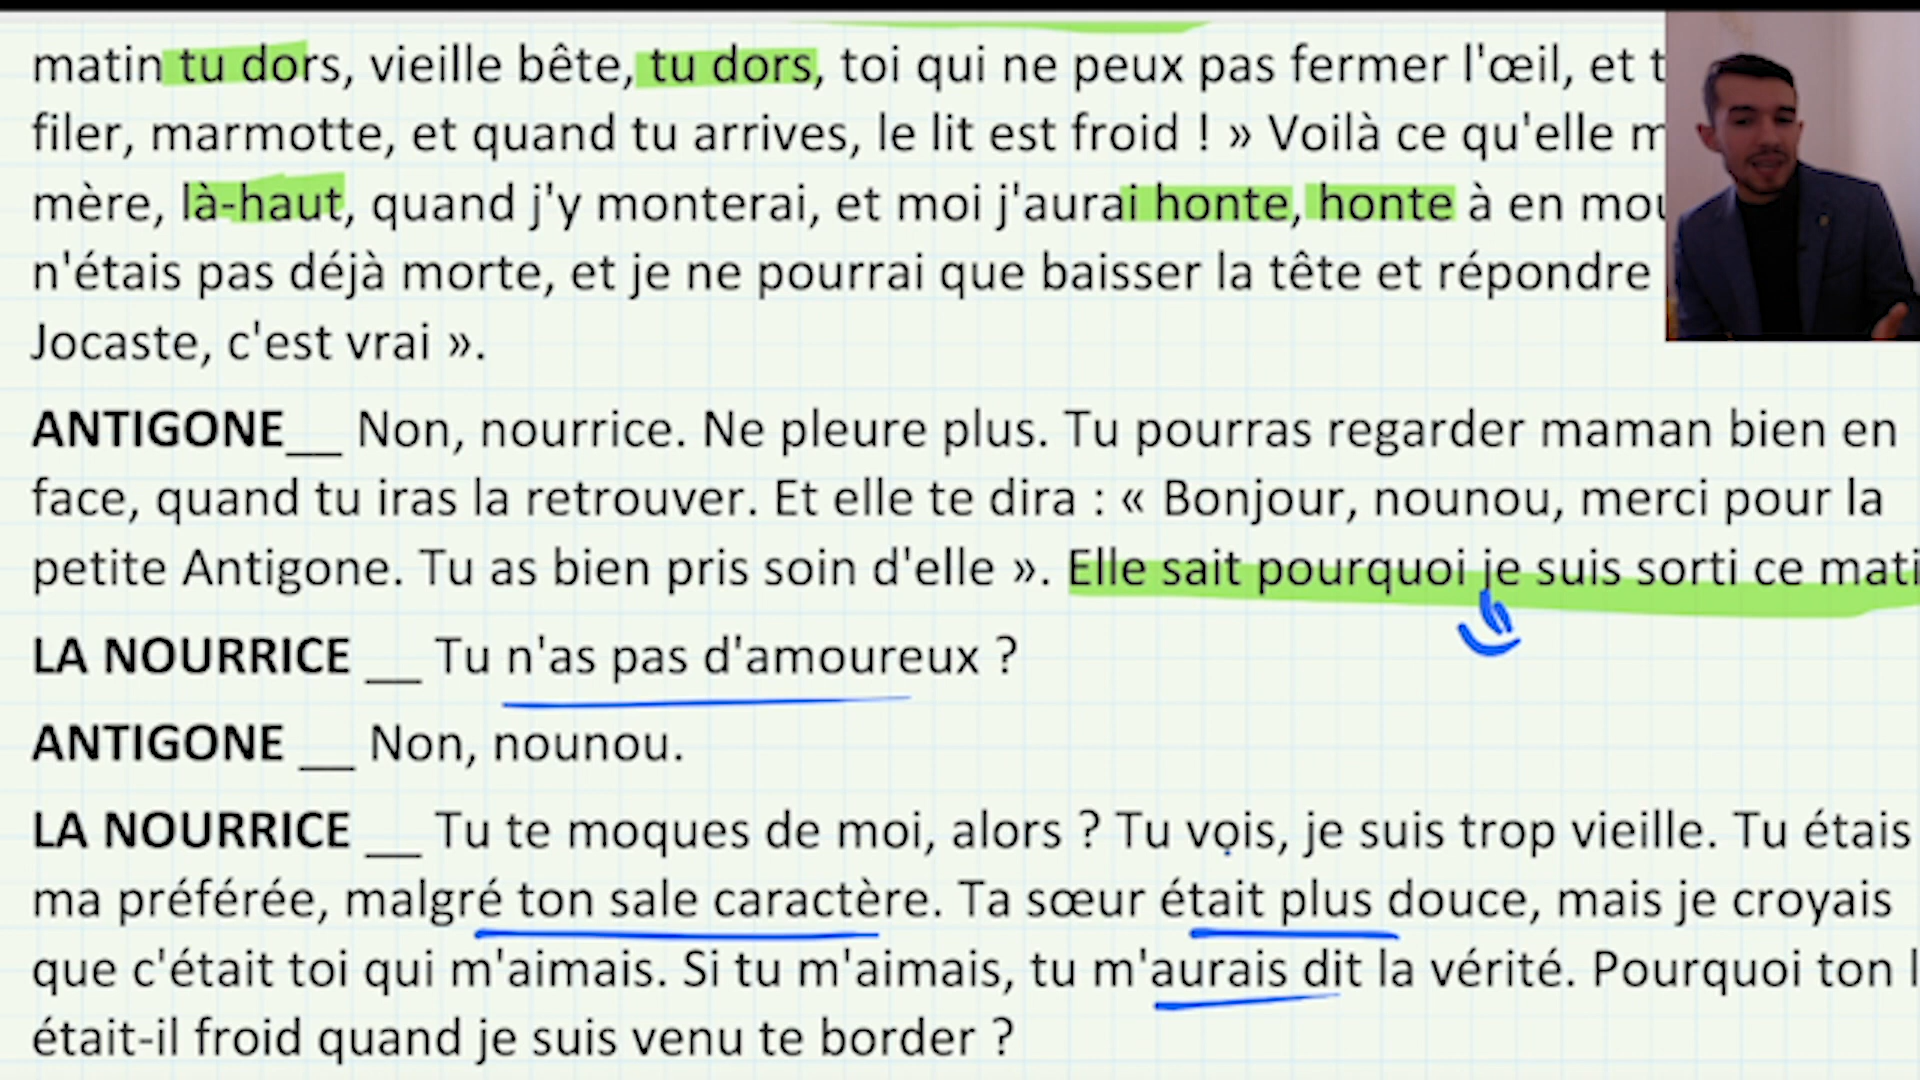 matin tu dors, vieille bête, tu dors, toi qui ne peux pas fermer l'œil, et t
filer, marmotte, et quand tu arrives, le lit est froid ! » Voilà ce qu'elle m
mère, là-haut, quand j'y monterai, et moi j'aurai honte, honte à en
n'étais pas déjà morte, et je ne pourrai que baisser la tête et répondre
Jocaste, c'est vrai ».
ANTIGONE__ Non, nourrice. Ne pleure plus. Tu pourras regarder maman bien en
face, quand tu iras la retrouver. Et elle te dira : « Bonjour, nounou, merci pour la
petite Antigone. Tu as bien pris soin d'elle ». Elle sait pourquoi je suis sorti ce mati
LA NOURRICE __ Tu n'as pas d'amoureux ?
ANTIGONE __ Non, nounou.
LA NOURRICE __ Tu te moques de moi, alors ? Tu vois, je suis trop vieille. Tu étais
ma préférée, malgré ton sale caractère. Ta sœur était plus douce, mais je croyais
que c'était toi qui m'aimais. Si tu m'aimais, tu m'aurais dit la vérité. Pourquoi ton l
était-il froid quand je suis venu te border ?